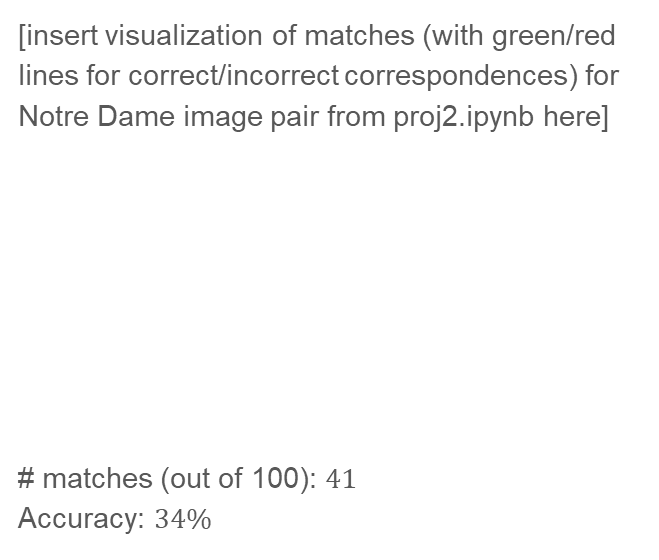 [insert visualization of matches (with green/red
lines for correct/incorrect correspondences) for
Notre Dame image pair from proj2.ipynb here]
# matches (out of 100): 41
Accuracy: 34%